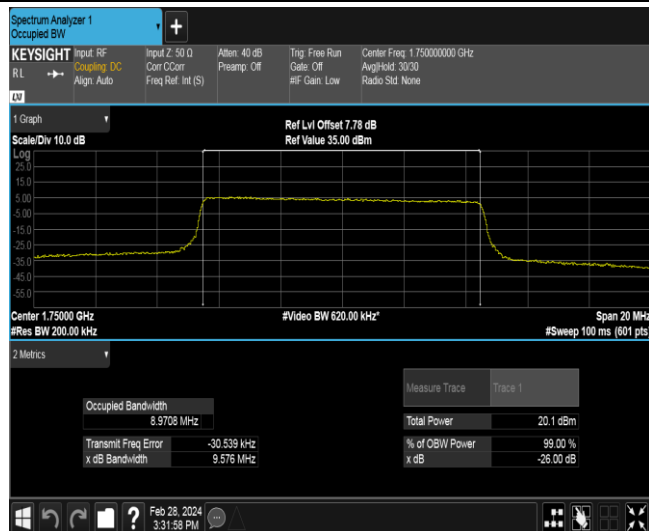 Spectrum Analyzer 1
Occupied BW
+
KEYSIGHT
RL
Input: RF
Coupling: DC
Align: Auto
Input Z: 50 Ω
Corr CCorr
Freq Ref: Int (S)
Atten: 40 dB
Preamp: Off
Trig: Free Run
Gate: Off
#IF Gain: Low
Center Freq: 1.750000000 GHz
Avg|Hold: 30/30
Radio Std: None
LXI
1 Graph
Scale/Div 10.0 dB
Ref Lvl Offset 7.78 dB
Ref Value 35.00 dBm
Log
25.0
15.0
5.00
-5.00
-15.0
-25.0
-35.0
-45.0
-55.0
Center 1.75000 GHz
#Video BW 620.00 kHz*
Span 20 MHz
#Res BW 200.00 kHz
#Sweep 100 ms (601 pts)
2 Metrics
Measure Trace Trace 1
Occupied Bandwidth
8.9708 MHz
Total Power 20.1 dBm
Transmit Freq Error -30.539 kHz
% of OBW Power 99.00 %
x dB Bandwidth 9.576 MHz
x dB -26.00 dB
?
Feb 28, 2024
3:31:58 PM